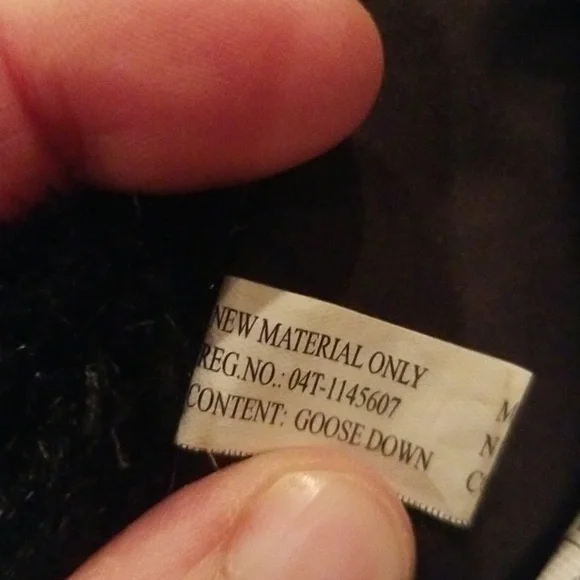 NEW MATERIAL ONLY
REG.NO.: 04T-1145607
CONTENT: GOOSE DOWN
M
N
C